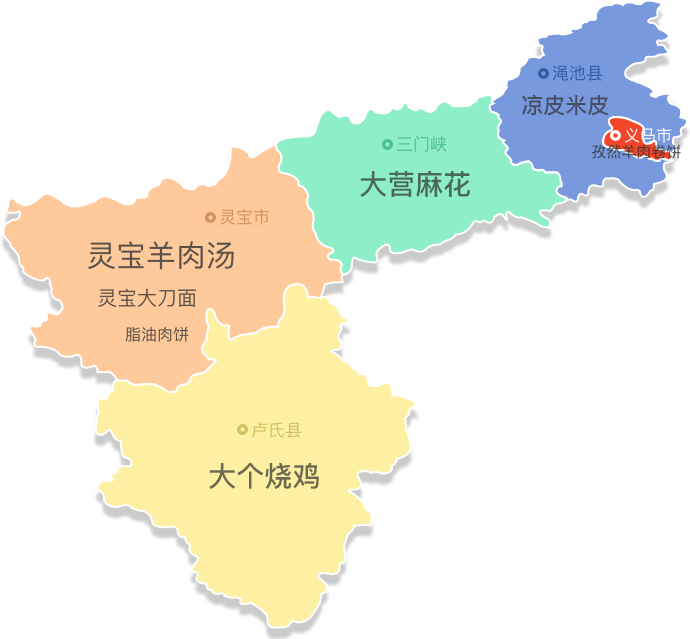 渑池县
凉皮米皮
义马市
孜然羊肉卷饼
三门峡
大营麻花
灵宝市
灵宝羊肉汤
灵宝大刀面
脂油肉饼
卢氏县
大个烧鸡